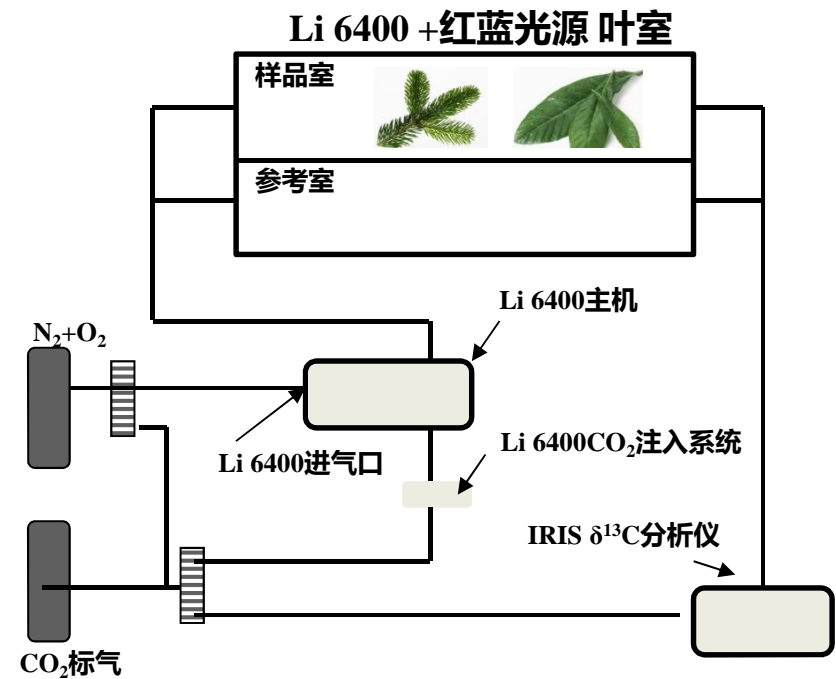 Li 6400 +红蓝光源 叶室
样品室
参考室
Li 6400主机
N₂+O₂
Li 6400进气口
Li 6400CO₂注入系统
IRIS δ¹³C分析仪
CO₂标气